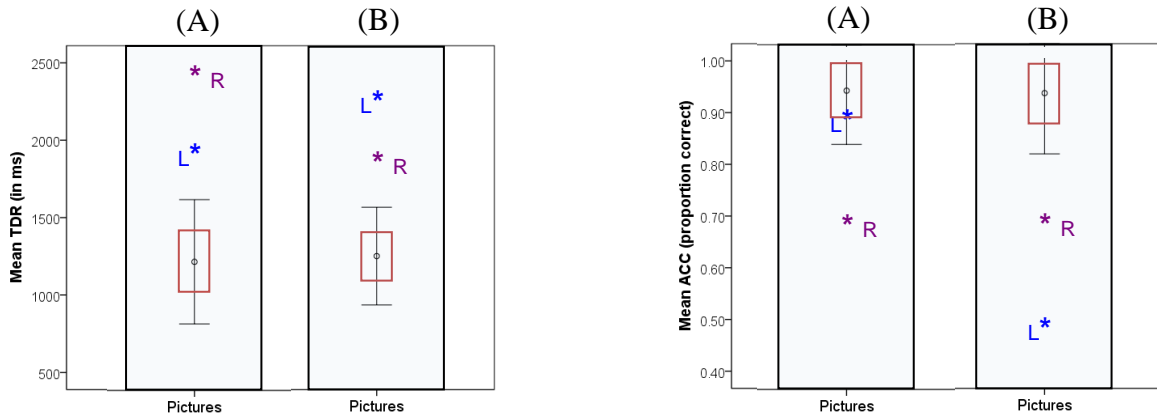 (A) (B)
Mean TDR (in ms)
2500
2000
1500
1000
500
* R
L *
L *
* R
Pictures Pictures
(A) (B)
Mean ACC (proportion correct)
1.00
0.90
0.80
0.70
0.60
0.50
0.40
L *
* R
* R
L *
Pictures Pictures